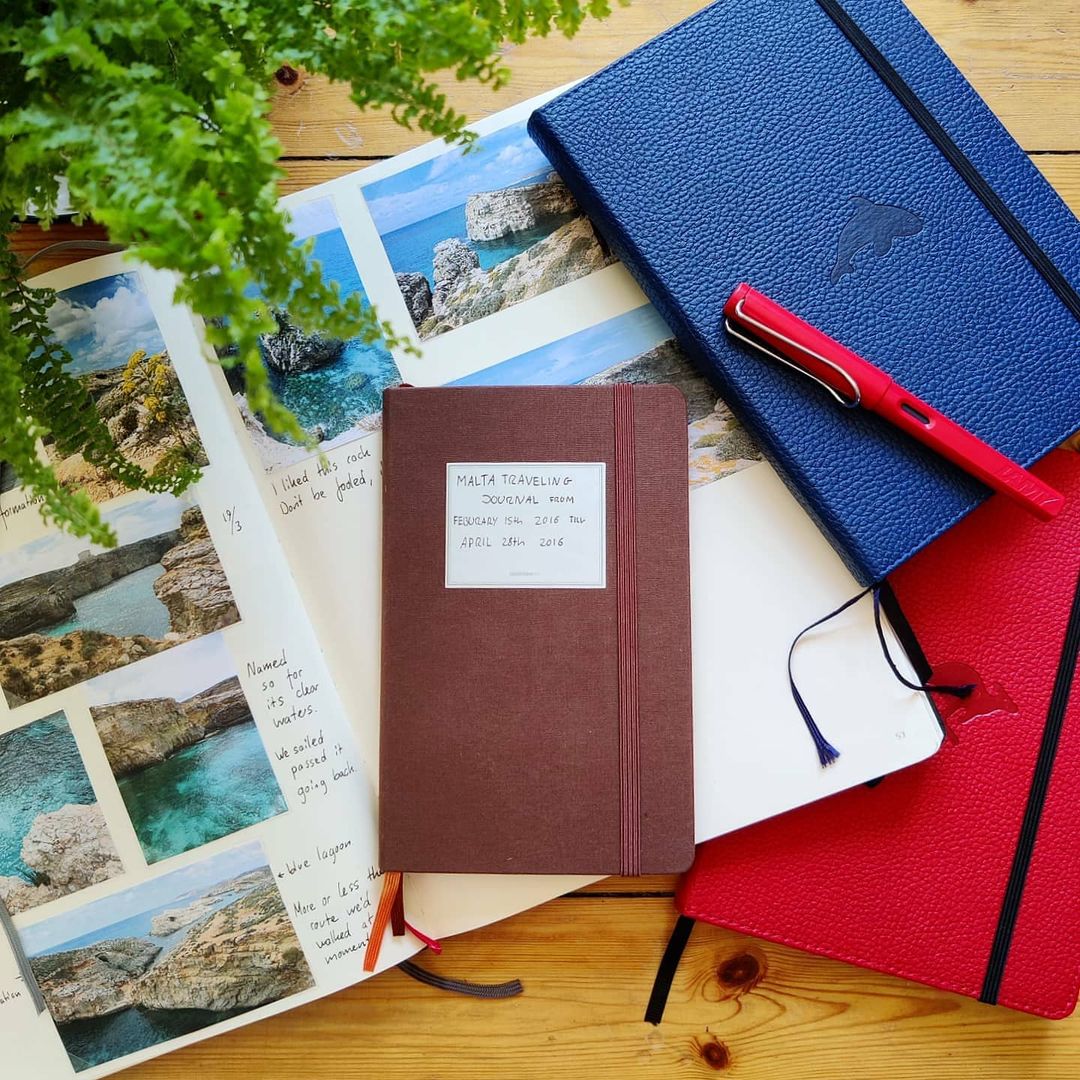 MALTA TRAVELING
JOURNAL FROM
FEBURARY 15th 2016 TILL
APRIL 28th 2016
I liked this rock
Don't be fooled,
formation
19/3
Named
so for
its clear
waters.
We sailed
passed it
going back.
← blue lagoon
More or less the
route we'd
walked at
moment
57